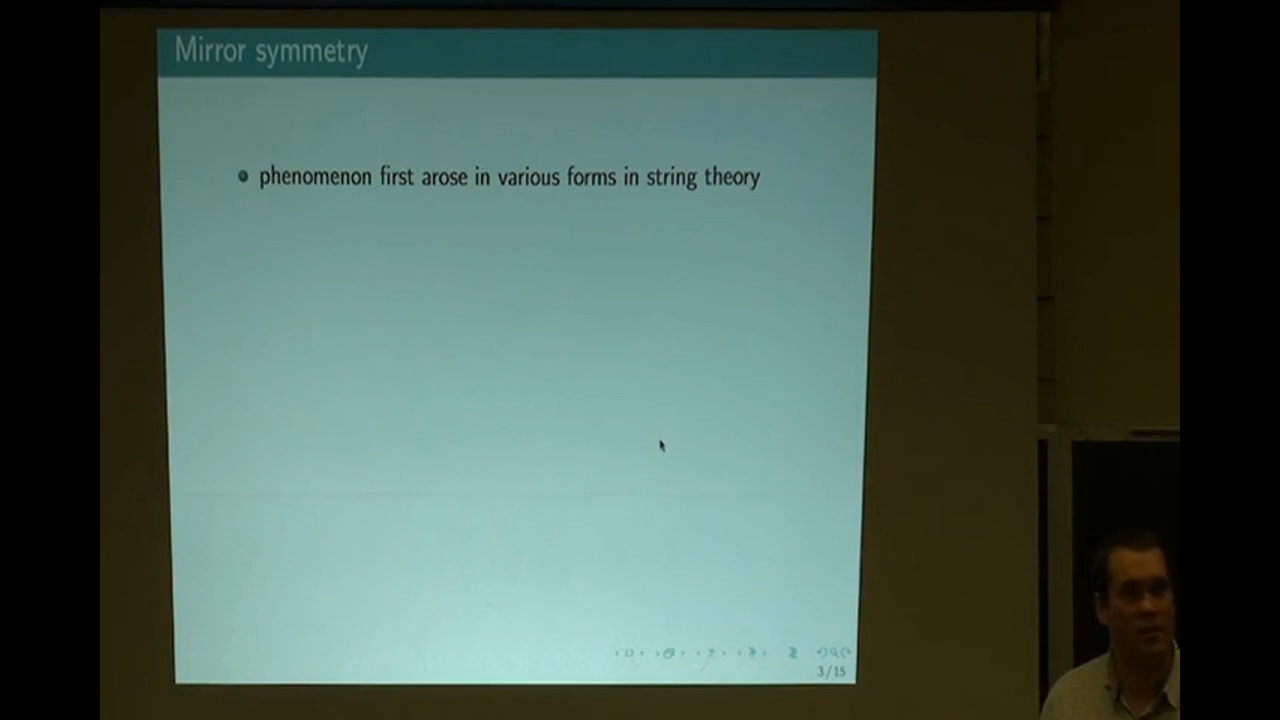 Mirror symmetry
phenomenon first arose in various forms in string theory
3/15